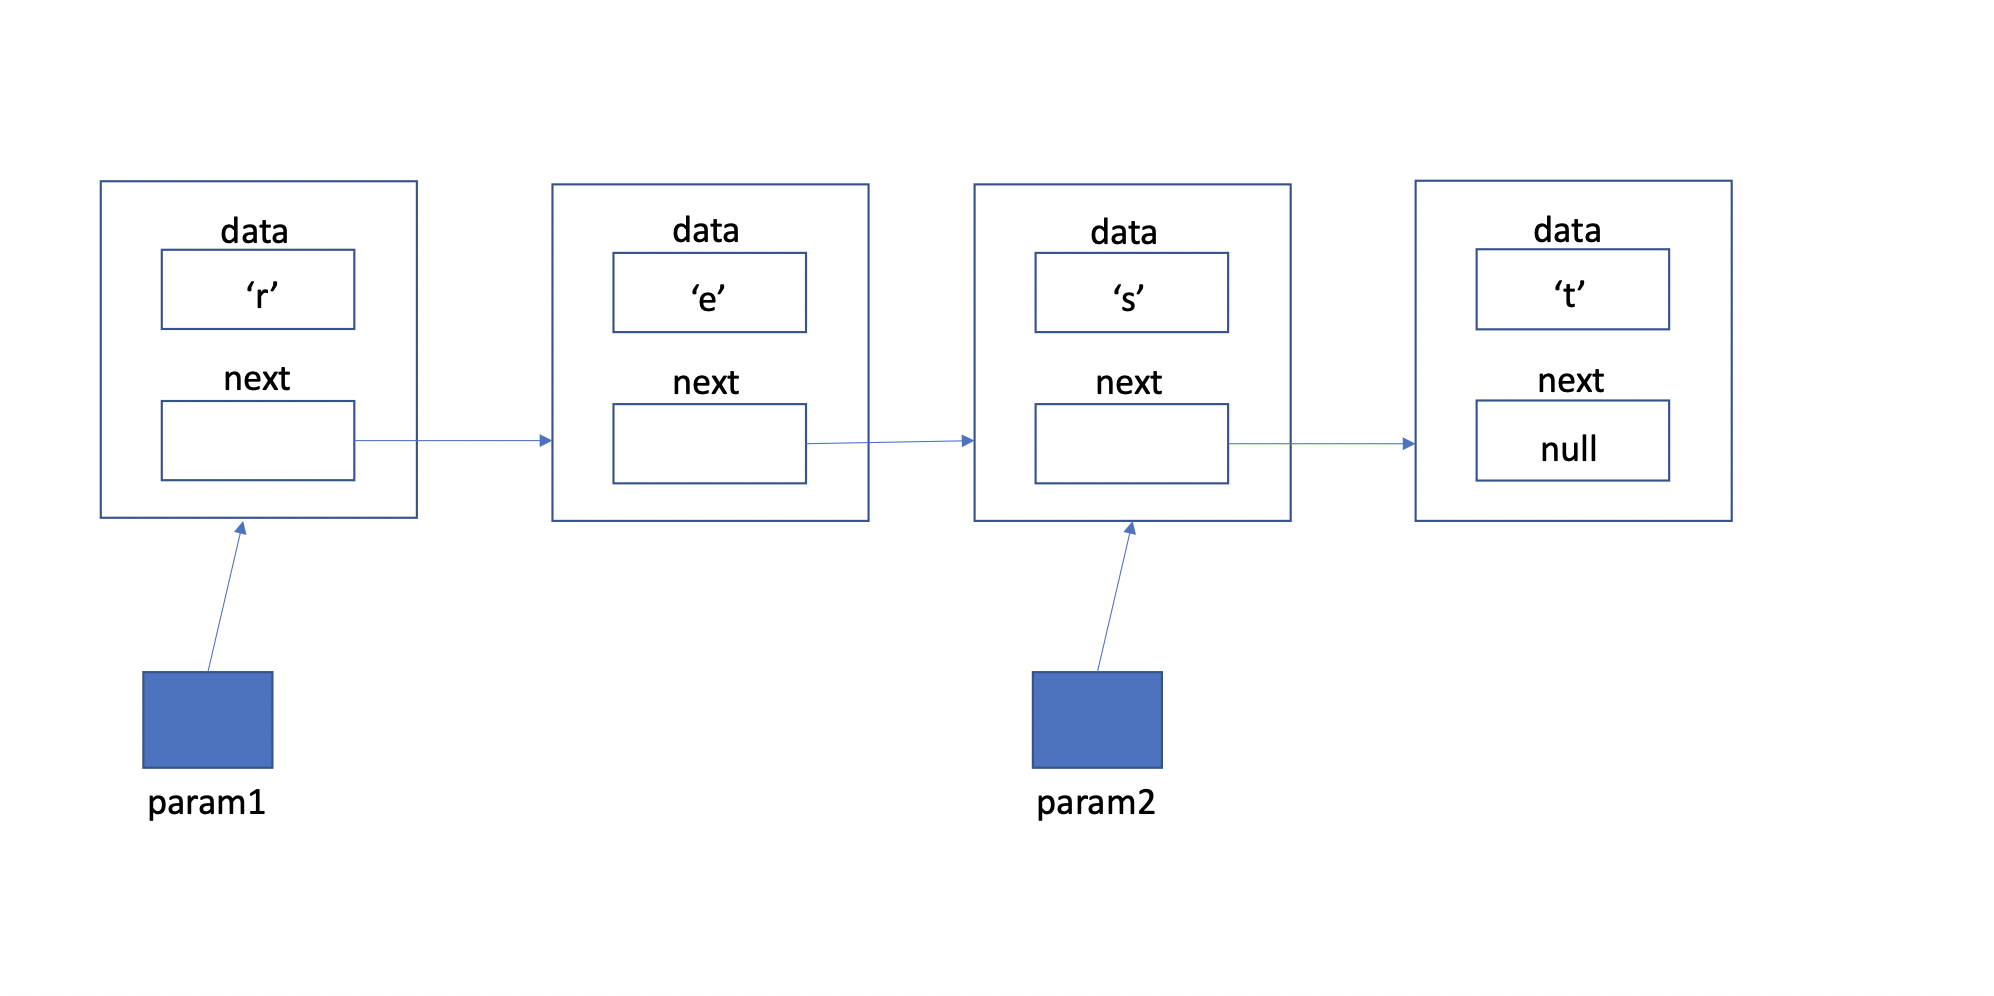 data
‘r’
next
data
‘e’
next
data
‘s’
next
data
‘t’
next
null
param1
param2